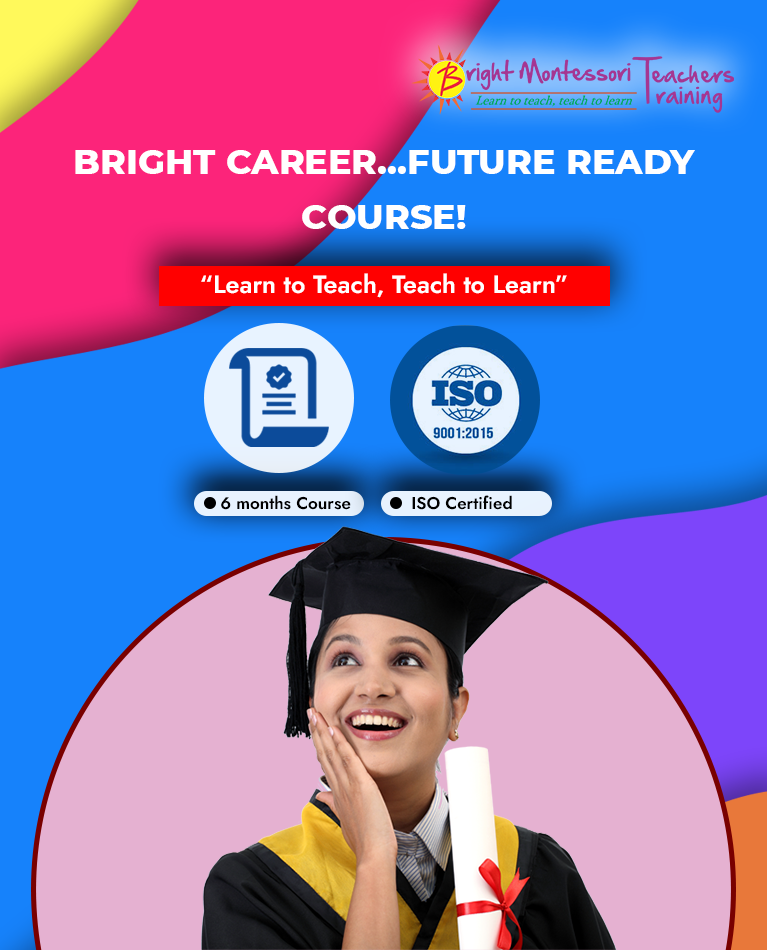 Bright Montessori Teachers
Training
Learn to teach, teach to learn
BRIGHT CAREER...FUTURE READY
COURSE!
“Learn to Teach, Teach to Learn”
ISO
9001:2015
6 months Course
ISO Certified